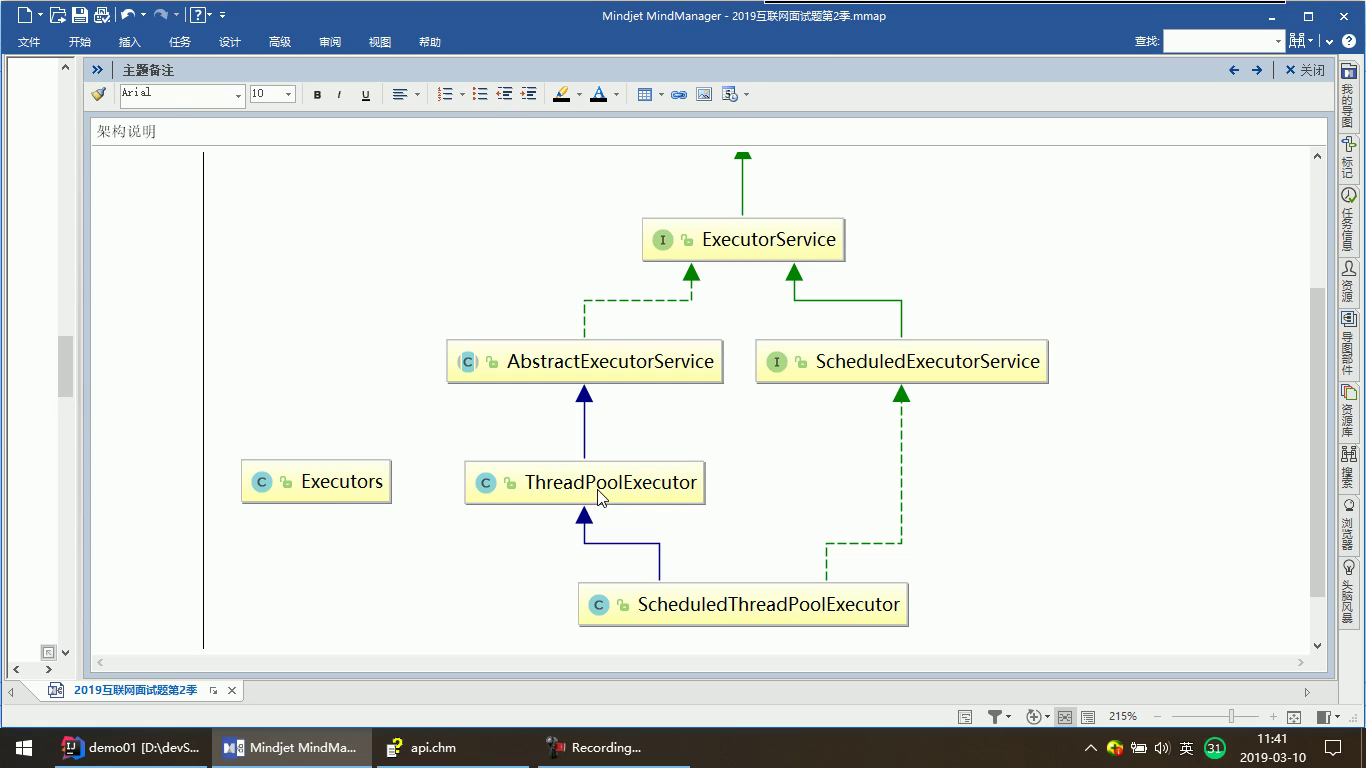 Mindjet MindManager - 2019互联网面试题第2季.mmap
文件 开始 插入 任务 设计 高级 审阅 视图 帮助 查找:
主题备注 关闭
Arial 10 B I U
架构说明
I ExecutorService
C AbstractExecutorService I ScheduledExecutorService
C Executors C ThreadPoolExecutor
C ScheduledThreadPoolExecutor
我的导图
标记
任务信息
资源
导图部件
资源库
搜索
浏览器
头脑风暴
2019互联网面试题第2季
215%
demo01 [D:\devS... Mindjet MindMa... api.chm Recording... 英 31 11:41
2019-03-10